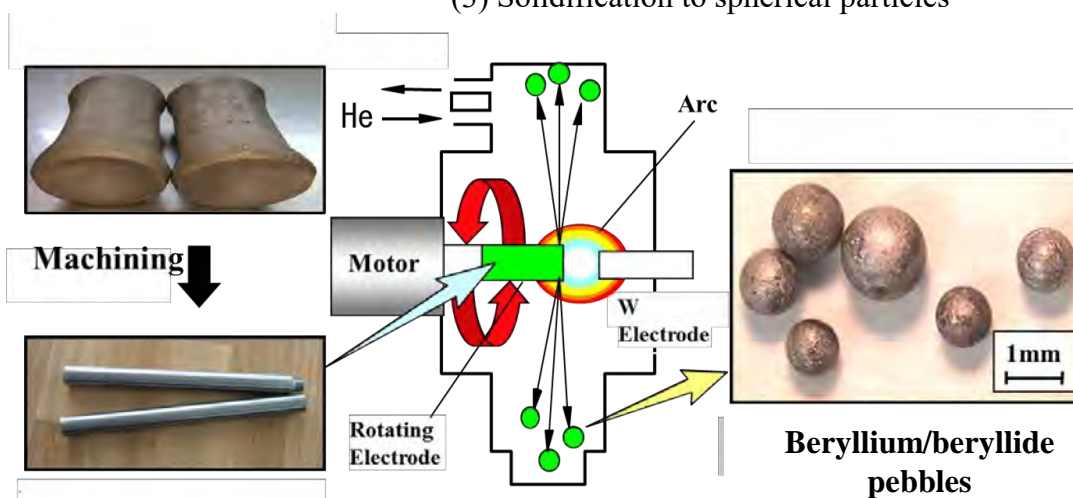 (3) Solidification to spherical particles
He
Arc
Machining
Motor
W
Electrode
1mm
Rotating
Electrode
Beryllium/beryllide
pebbles